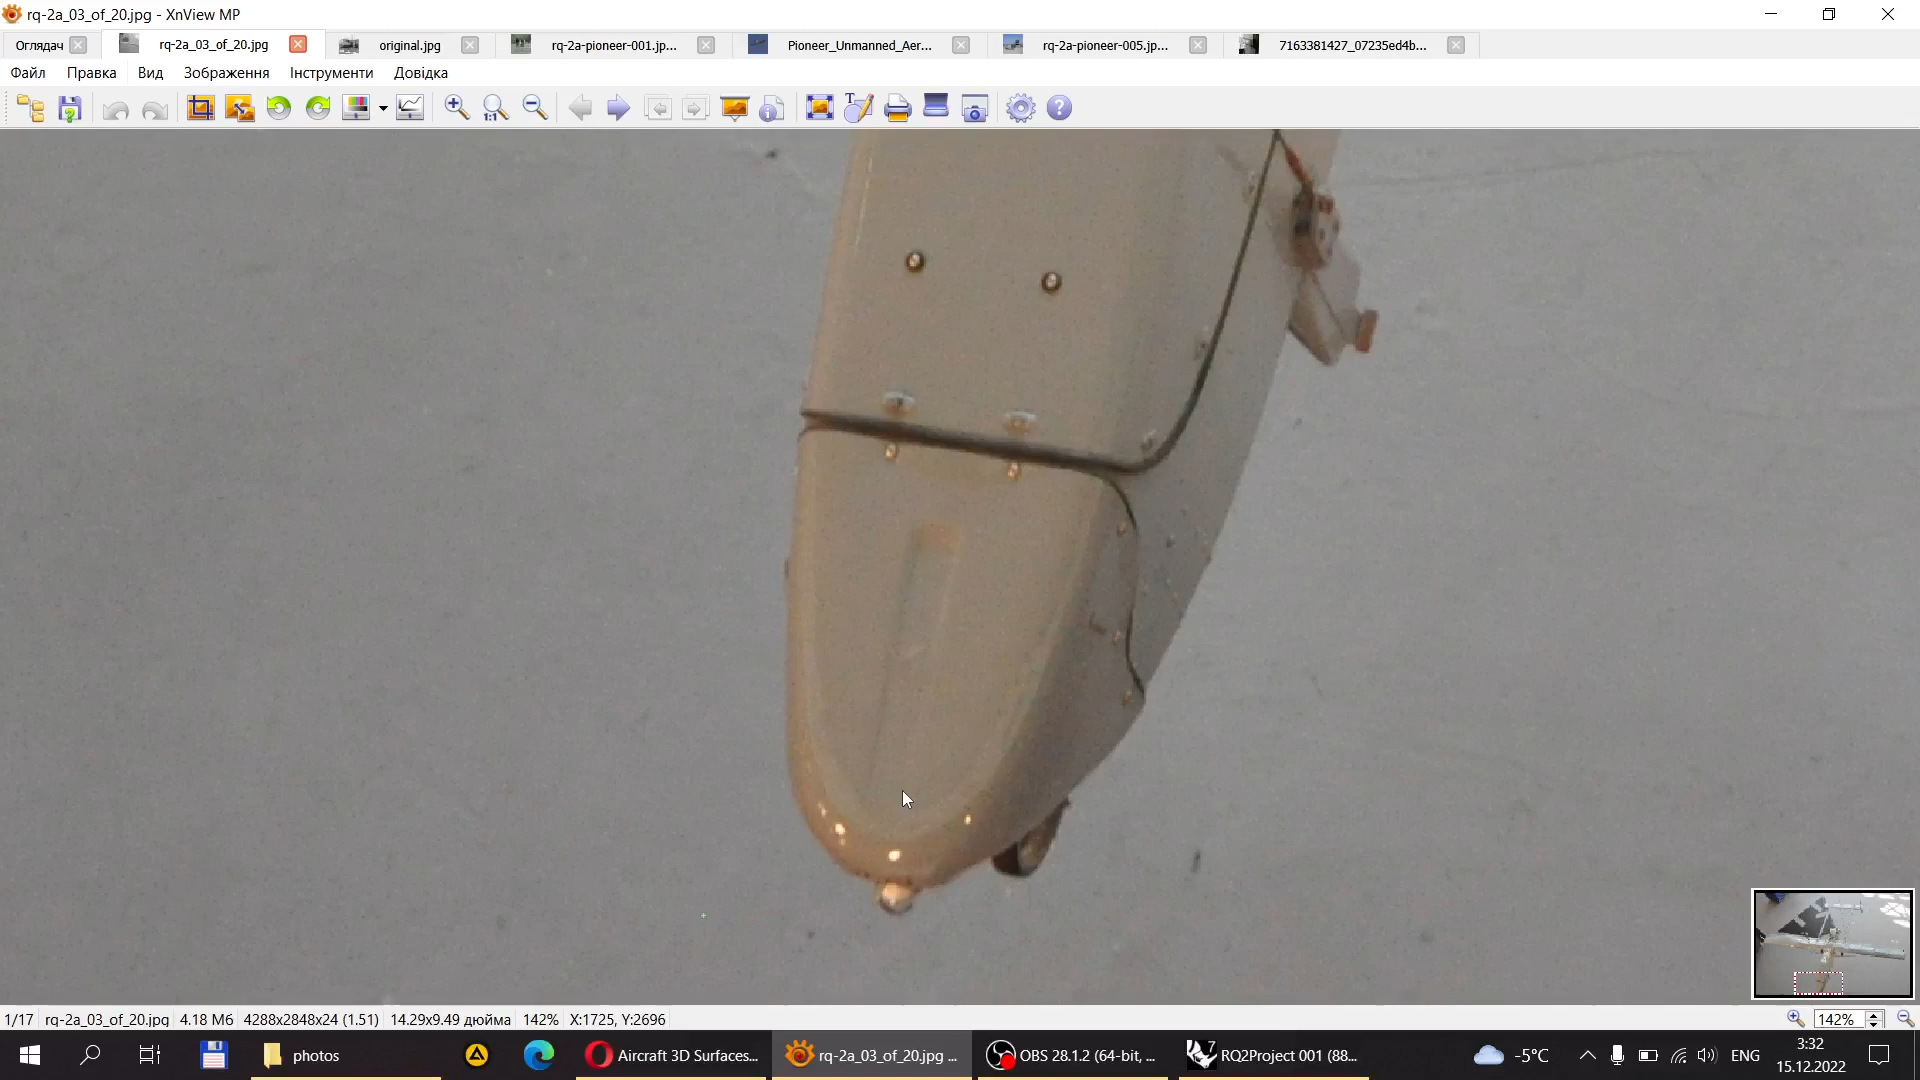 rq-2a_03_of_20.jpg - XnView MP
Оглядач
rq-2a_03_of_20.jpg
original.jpg
rq-2a-pioneer-001.jp...
Pioneer_Unmanned_Aer...
rq-2a-pioneer-005.jp...
7163381427_07235ed4b...
Файл Правка Вид Зображення Інструменти Довідка
1:1
1/17 rq-2a_03_of_20.jpg 4.18 Мб 4288x2848x24 (1.51) 14.29x9.49 дюйма 142% X:1725, Y:2696
142%
photos
Aircraft 3D Surfaces...
rq-2a_03_of_20.jpg ...
OBS 28.1.2 (64-bit, ...
RQ2Project 001 (88...
-5°C
ENG
3:32
15.12.2022